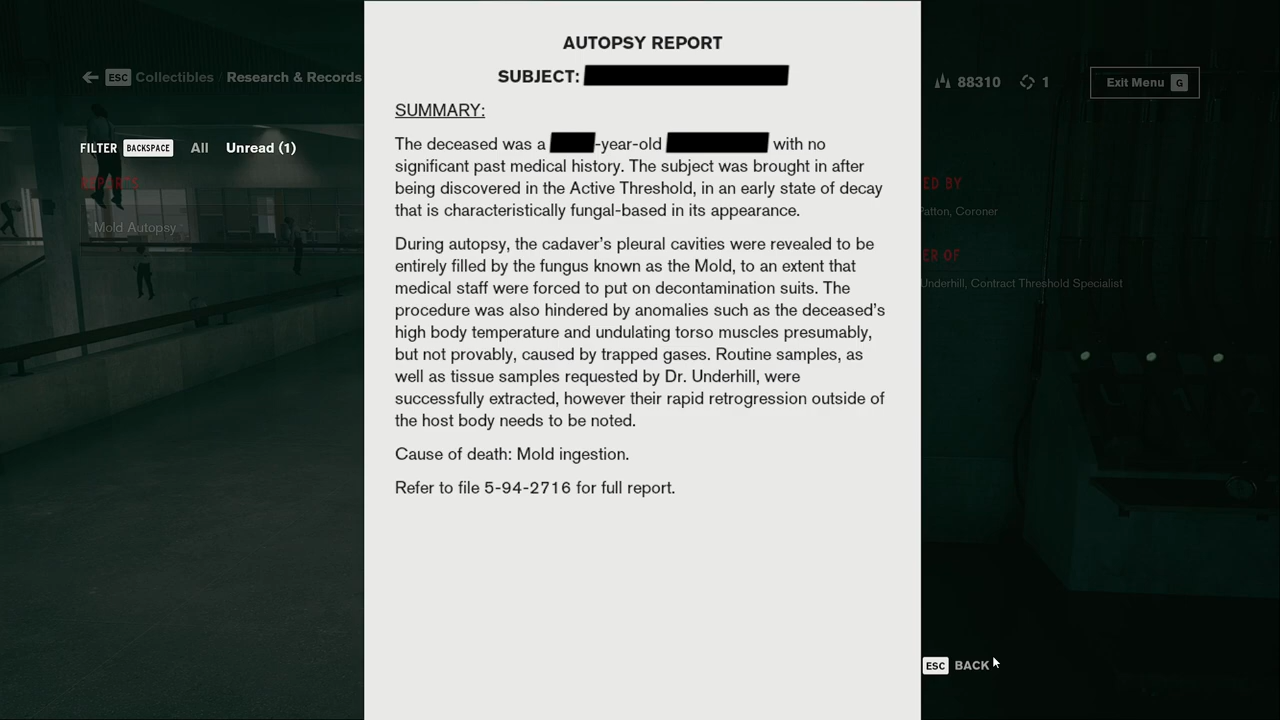 AUTOPSY REPORT
SUBJECT:
ESC Collectibles / Research & Records
88310
1
Exit Menu G
SUMMARY:
FILTER BACKSPACE All Unread (1)
The deceased was a -year-old with no
significant past medical history. The subject was brought in after
being discovered in the Active Threshold, in an early state of decay
that is characteristically fungal-based in its appearance.
REPORTS
Mold Autopsy
ED BY
Patton, Coroner
ER OF
Underhill, Contract Threshold Specialist
During autopsy, the cadaver's pleural cavities were revealed to be
entirely filled by the fungus known as the Mold, to an extent that
medical staff were forced to put on decontamination suits. The
procedure was also hindered by anomalies such as the deceased's
high body temperature and undulating torso muscles presumably,
but not provably, caused by trapped gases. Routine samples, as
well as tissue samples requested by Dr. Underhill, were
successfully extracted, however their rapid retrogression outside of
the host body needs to be noted.
Cause of death: Mold ingestion.
Refer to file 5-94-2716 for full report.
ESC BACK